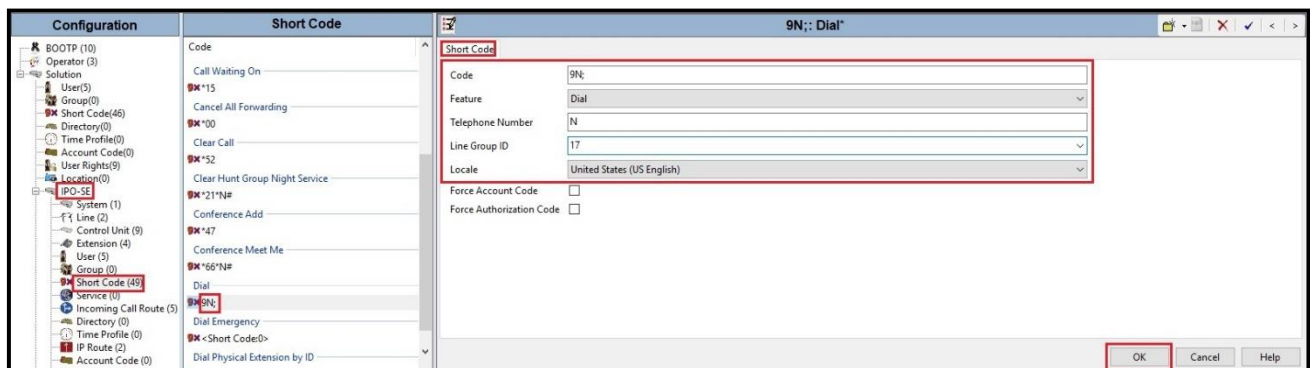 Configuration
BOOTP (10)
Operator (3)
Solution
User(5)
Group(0)
Short Code(46)
Directory(0)
Time Profile(0)
Account Code(0)
User Rights(9)
Location(0)
IPO-SE
System (1)
Line (2)
Control Unit (9)
Extension (4)
User (5)
Group (0)
Short Code (49)
Service (0)
Incoming Call Route (5)
Directory (0)
Time Profile (0)
IP Route (2)
Account Code (0)
Short Code
Code
Call Waiting On
*15
Cancel All Forwarding
*00
Clear Call
*52
Clear Hunt Group Night Service
*21*N#
Conference Add
*47
Conference Meet Me
*66*N#
Dial
9N;
Dial Emergency
<Short Code:0>
Dial Physical Extension by ID
9N;: Dial*
Short Code
Code 9N;
Feature Dial
Telephone Number N
Line Group ID 17
Locale United States (US English)
Force Account Code
Force Authorization Code
OK Cancel Help